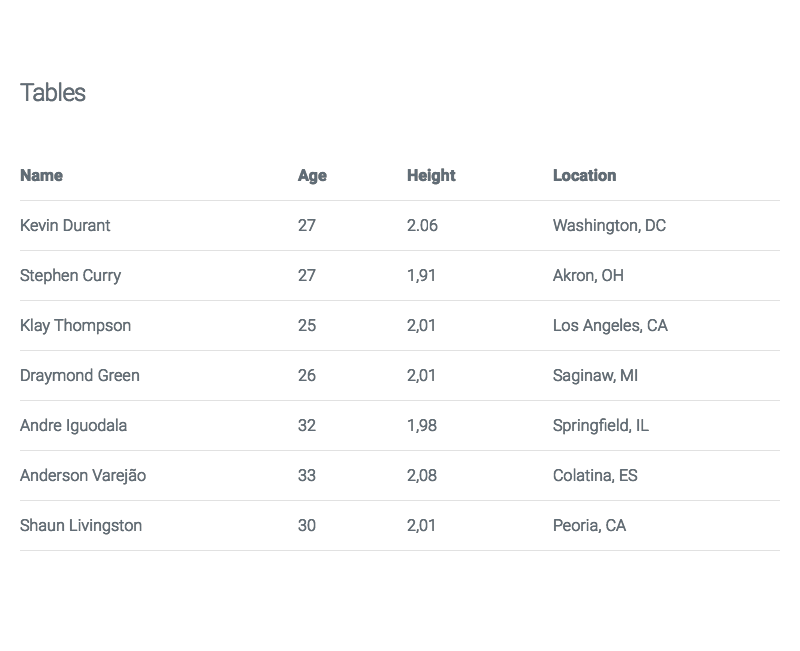 Tables
Name Age Height Location
Kevin Durant 27 2.06 Washington, DC
Stephen Curry 27 1,91 Akron, OH
Klay Thompson 25 2,01 Los Angeles, CA
Draymond Green 26 2,01 Saginaw, MI
Andre Iguodala 32 1,98 Springfield, IL
Anderson Varejão 33 2,08 Colatina, ES
Shaun Livingston 30 2,01 Peoria, CA